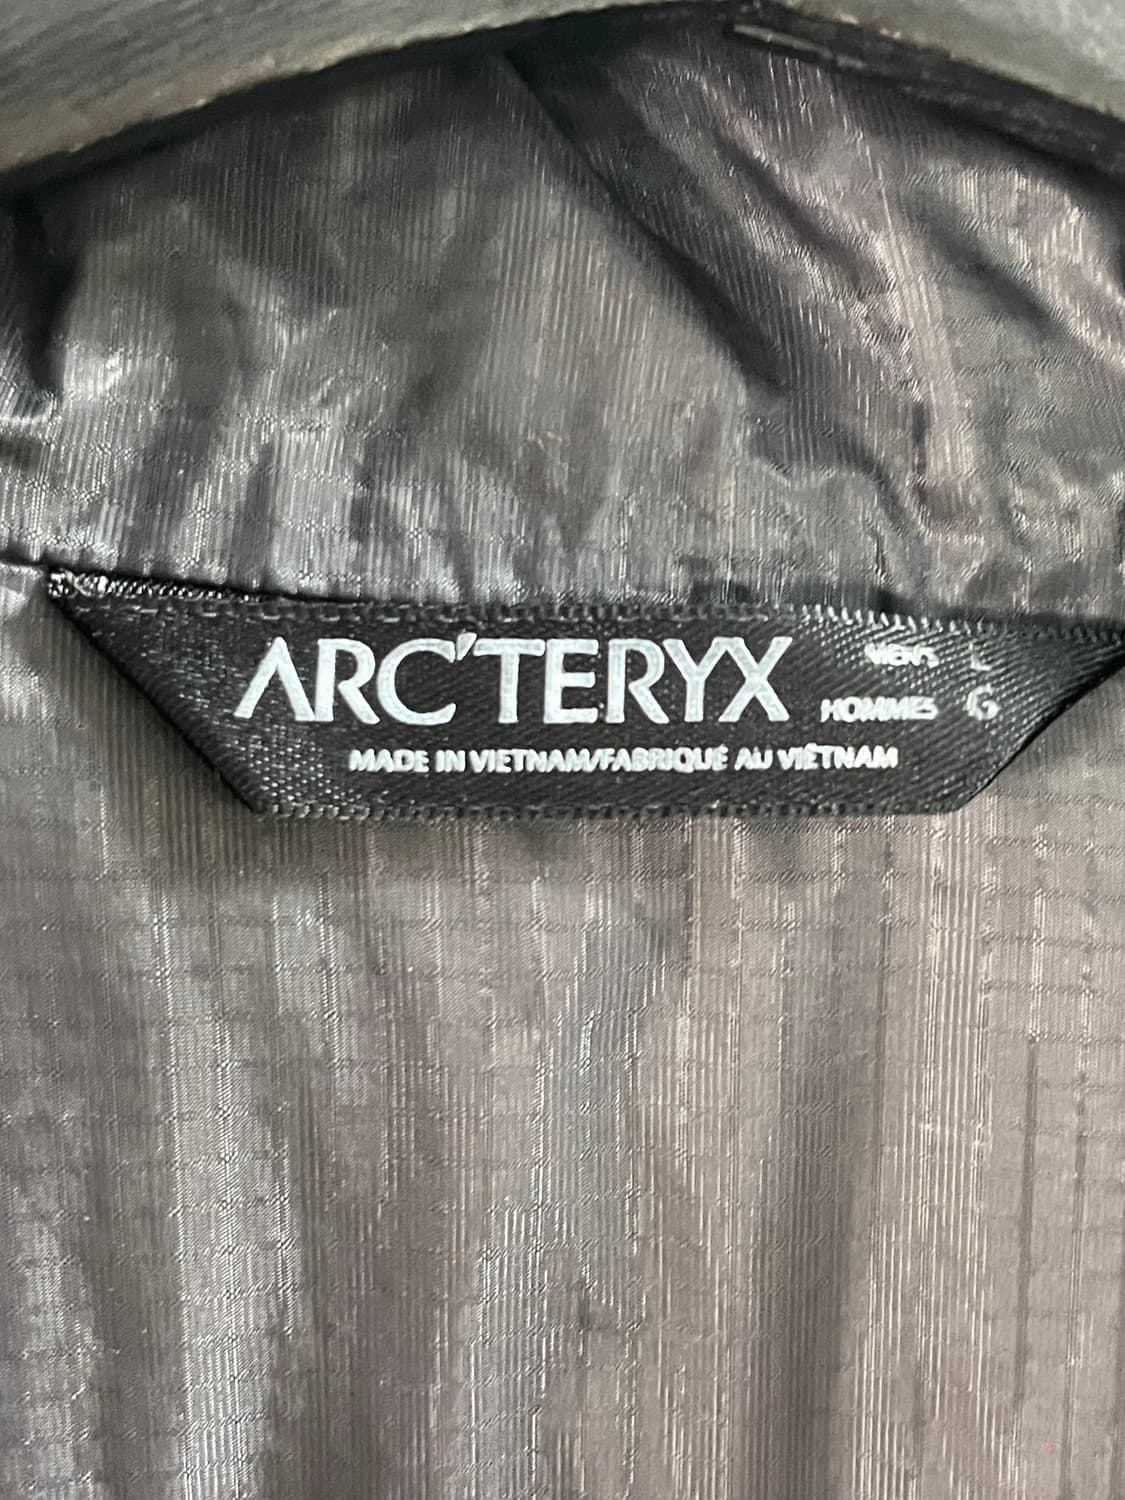 ARC'TERYX MEN'S L
HOMMES G
MADE IN VIETNAM/FABRIQUÉ AU VIÊTNAM